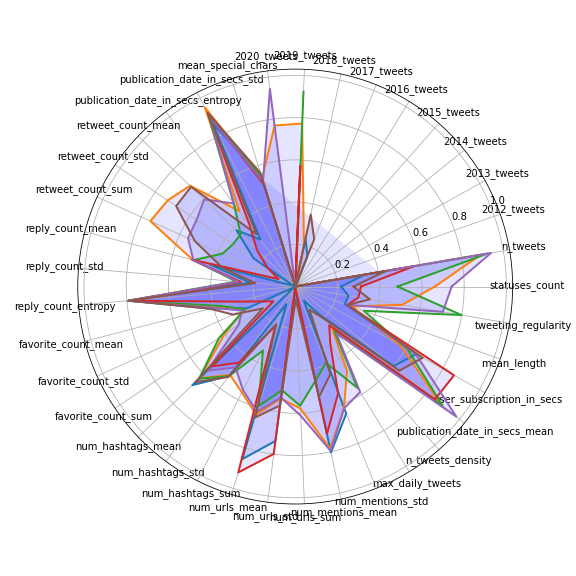 2019_tweets
2020_tweets
2018_tweets
mean_special_chars
2017_tweets
publication_date_in_secs_std
2016_tweets
publication_date_in_secs_entropy
2015_tweets
retweet_count_mean
2014_tweets
retweet_count_std
2013_tweets
retweet_count_sum
1.0
2012_tweets
0.8
reply_count_mean
0.6
n_tweets
0.4
reply_count_std
0.2
statuses_count
reply_count_entropy
tweeting_regularity
favorite_count_mean
mean_length
favorite_count_std
user_subscription_in_secs
favorite_count_sum
publication_date_in_secs_mean
num_hashtags_mean
n_tweets_density
num_hashtags_std
max_daily_tweets
num_hashtags_sum
num_mentions_std
num_urls_mean
num_mentions_mean
num_urls_std
num_urls_sum